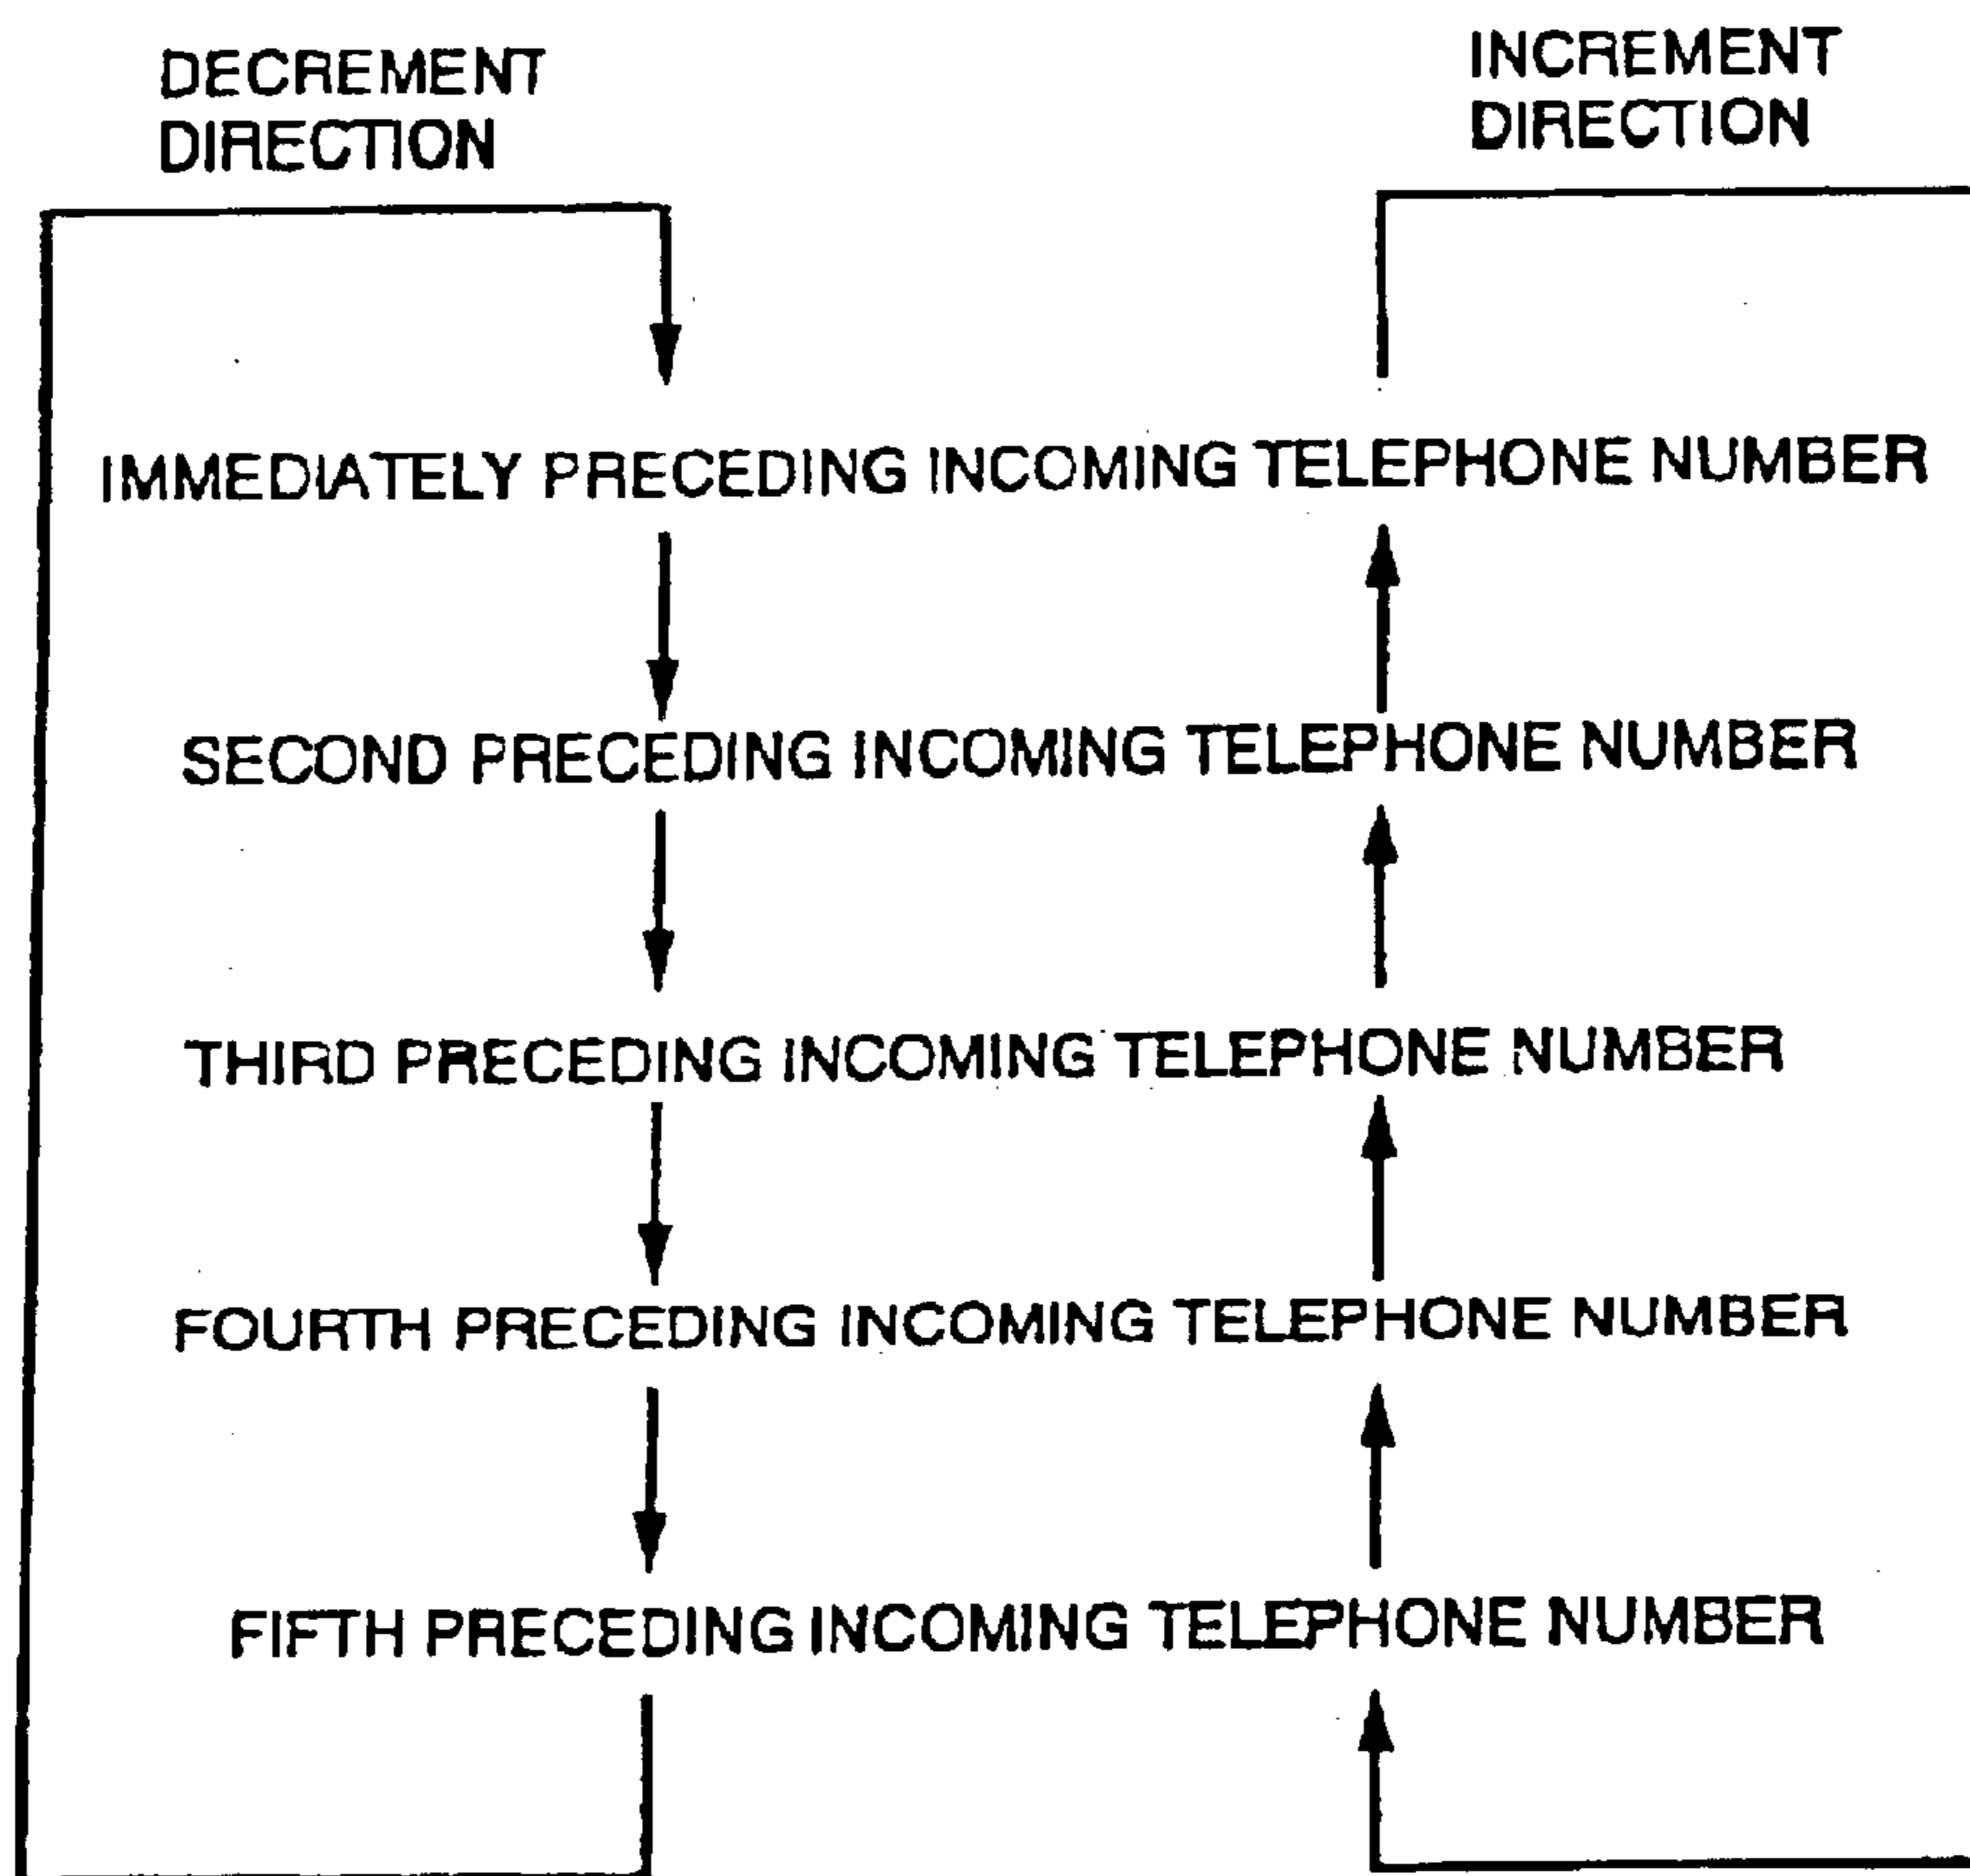 DECREMENT
DIRECTION
INCREMENT
DIRECTION
IMMEDIATELY PRECEDING INCOMING TELEPHONE NUMBER
SECOND PRECEDING INCOMING TELEPHONE NUMBER
THIRD PRECEDING INCOMING TELEPHONE NUMBER
FOURTH PRECEDING INCOMING TELEPHONE NUMBER
FIFTH PRECEDING INCOMING TELEPHONE NUMBER